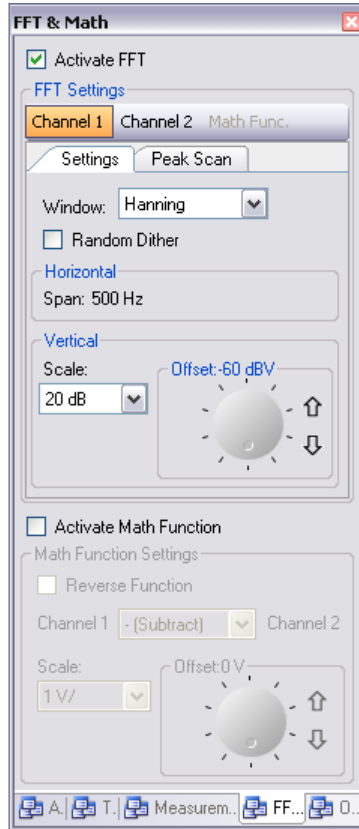 FFT & Math
Activate FFT
FFT Settings
Channel 1 Channel 2 Math Func.
Settings Peak Scan
Window: Hanning
Random Dither
Horizontal
Span: 500 Hz
Vertical
Scale: Offset:-60 dBV
20 dB
Activate Math Function
Math Function Settings
Reverse Function
Channel 1 - (Subtract) Channel 2
Scale: Offset:0 V
1 V/
A. T. Measurem.. FF... O..